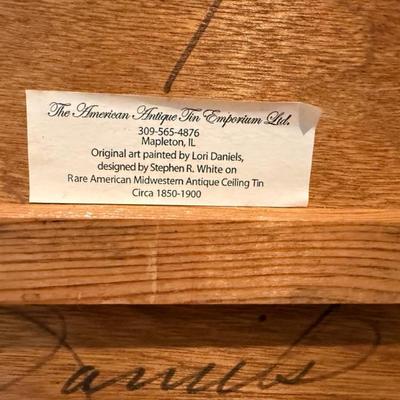 The American Antique Tin Emporium Ltd.
309-565-4876
Mapleton, IL
Original art painted by Lori Daniels,
designed by Stephen R. White on
Rare American Midwestern Antique Ceiling Tin
Circa 1850-1900
Daniels